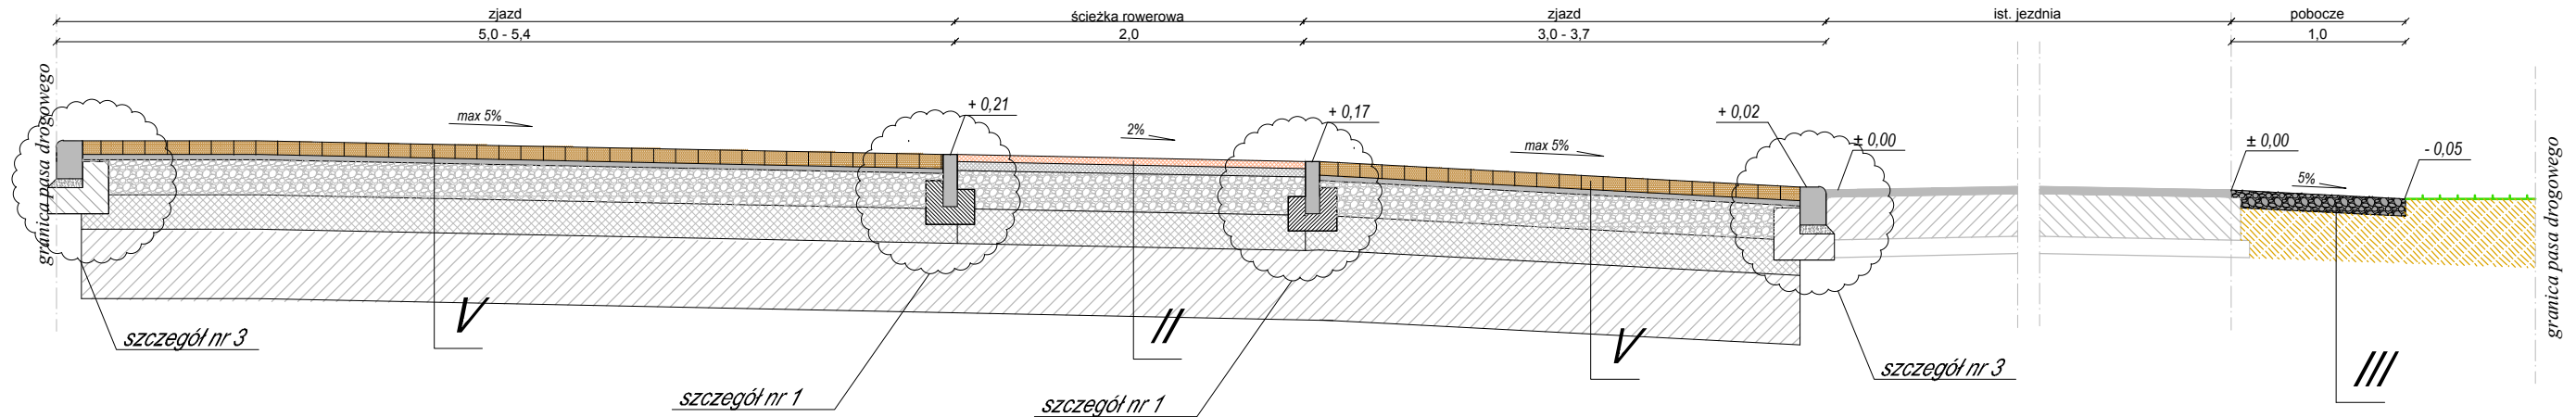 zjazd
ścieżka rowerowa
zjazd
ist. jezdnia
pobocze
5,0 - 5,4
2,0
3,0 - 3,7
1,0
granica pasa drogowego
max 5%
+ 0,21
2%
+ 0,17
max 5%
+ 0,02
± 0,00
± 0,00
5%
- 0,05
granica pasa drogowego
szczegół nr 3
V
szczegół nr 1
II
szczegół nr 1
V
szczegół nr 3
III